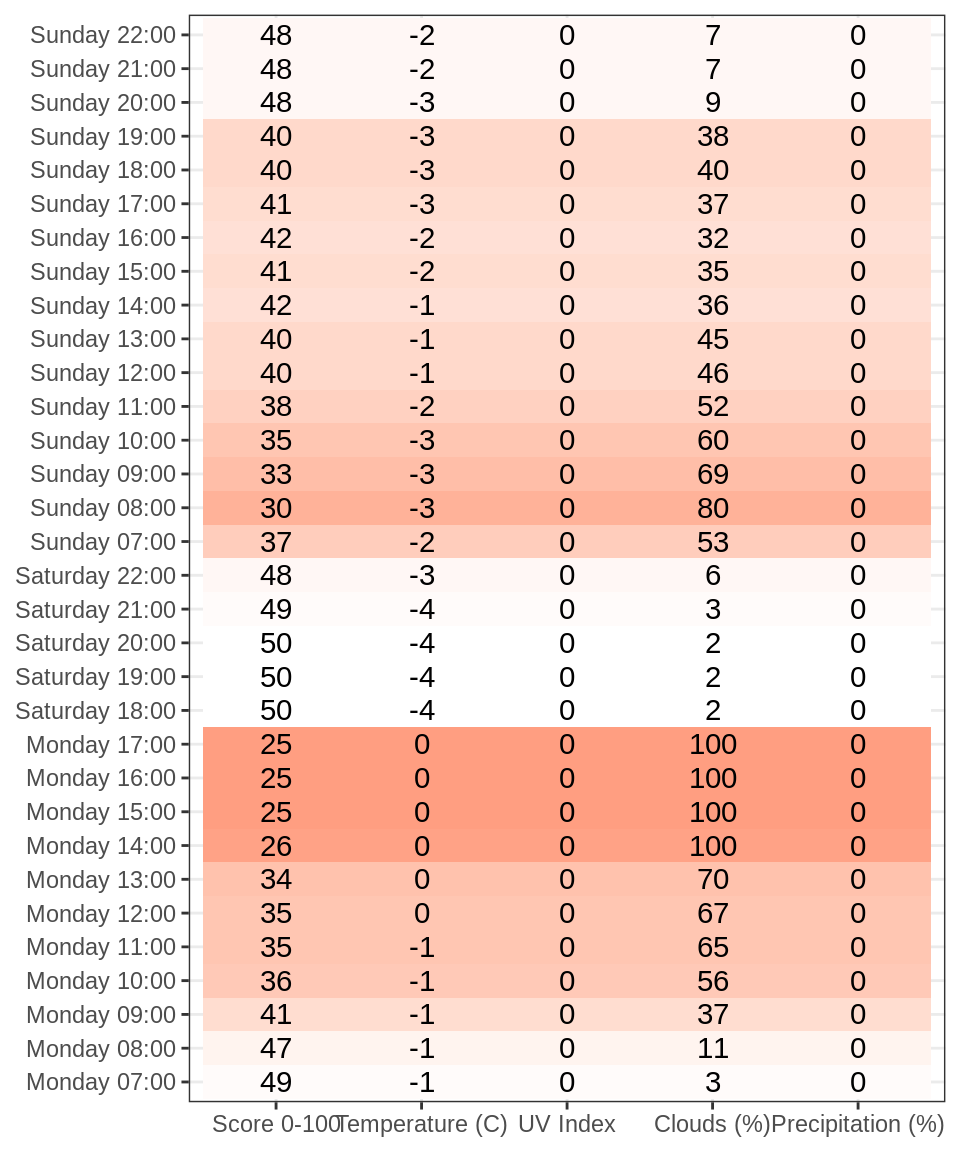 Sunday 22:00 48 -2 0 7 0
Sunday 21:00 48 -2 0 7 0
Sunday 20:00 48 -3 0 9 0
Sunday 19:00 40 -3 0 38 0
Sunday 18:00 40 -3 0 40 0
Sunday 17:00 41 -3 0 37 0
Sunday 16:00 42 -2 0 32 0
Sunday 15:00 41 -2 0 35 0
Sunday 14:00 42 -1 0 36 0
Sunday 13:00 40 -1 0 45 0
Sunday 12:00 40 -1 0 46 0
Sunday 11:00 38 -2 0 52 0
Sunday 10:00 35 -3 0 60 0
Sunday 09:00 33 -3 0 69 0
Sunday 08:00 30 -3 0 80 0
Sunday 07:00 37 -2 0 53 0
Saturday 22:00 48 -3 0 6 0
Saturday 21:00 49 -4 0 3 0
Saturday 20:00 50 -4 0 2 0
Saturday 19:00 50 -4 0 2 0
Saturday 18:00 50 -4 0 2 0
Monday 17:00 25 0 0 100 0
Monday 16:00 25 0 0 100 0
Monday 15:00 25 0 0 100 0
Monday 14:00 26 0 0 100 0
Monday 13:00 34 0 0 70 0
Monday 12:00 35 0 0 67 0
Monday 11:00 35 -1 0 65 0
Monday 10:00 36 -1 0 56 0
Monday 09:00 41 -1 0 37 0
Monday 08:00 47 -1 0 11 0
Monday 07:00 49 -1 0 3 0
Score 0-100 Temperature (C) UV Index Clouds (%) Precipitation (%)